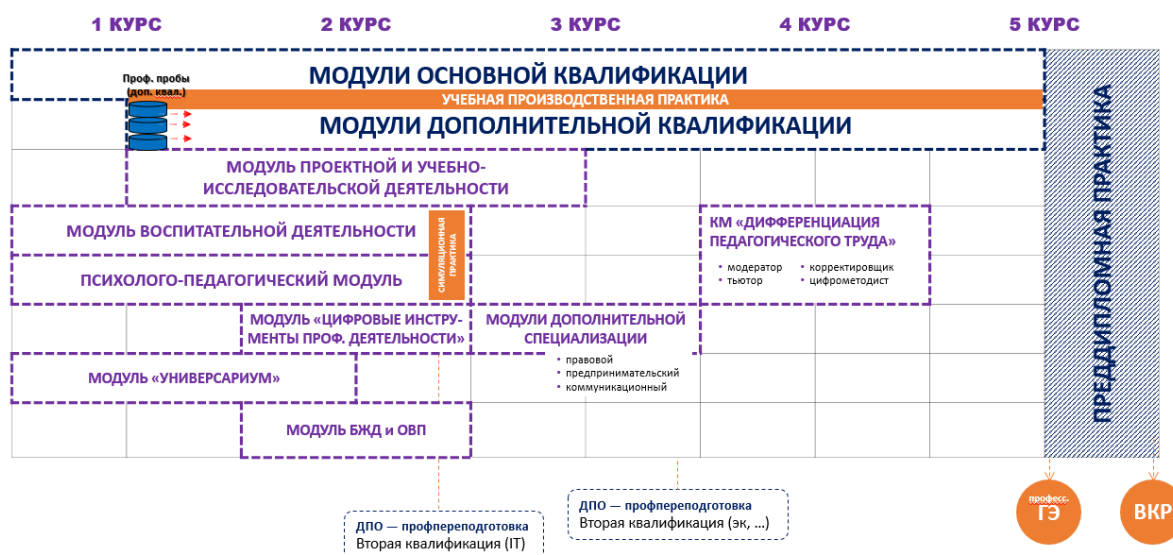 1 КУРС
2 КУРС
3 КУРС
4 КУРС
5 КУРС
МОДУЛИ ОСНОВНОЙ КВАЛИФИКАЦИИ
Проф. пробы
(доп. квал.)
УЧЕБНАЯ ПРОИЗВОДСТВЕННАЯ ПРАКТИКА
МОДУЛИ ДОПОЛНИТЕЛЬНОЙ КВАЛИФИКАЦИИ
МОДУЛЬ ПРОЕКТНОЙ И УЧЕБНО-
ИССЛЕДОВАТЕЛЬСКОЙ ДЕЯТЕЛЬНОСТИ
МОДУЛЬ ВОСПИТАТЕЛЬНОЙ ДЕЯТЕЛЬНОСТИ
ПСИХОЛОГО-ПЕДАГОГИЧЕСКИЙ МОДУЛЬ
СИМУЛЯЦИОННАЯ
ПРАКТИКА
КМ «ДИФФЕРЕНЦИАЦИЯ
ПЕДАГОГИЧЕСКОГО ТРУДА»
• модератор
• тьютор
• корректировщик
• цифрометодист
МОДУЛЬ «ЦИФРОВЫЕ ИНСТРУ-
МЕНТЫ ПРОФ. ДЕЯТЕЛЬНОСТИ»
МОДУЛИ ДОПОЛНИТЕЛЬНОЙ
СПЕЦИАЛИЗАЦИИ
• правовой
• предпринимательский
• коммуникационный
МОДУЛЬ «УНИВЕРСАРИУМ»
МОДУЛЬ БЖД и ОВП
ПРЕДДИПЛОМНАЯ ПРАКТИКА
ДПО — профпереподготовка
Вторая квалификация (IT)
ДПО — профпереподготовка
Вторая квалификация (эк, ...)
професс.
ГЭ
ВКР